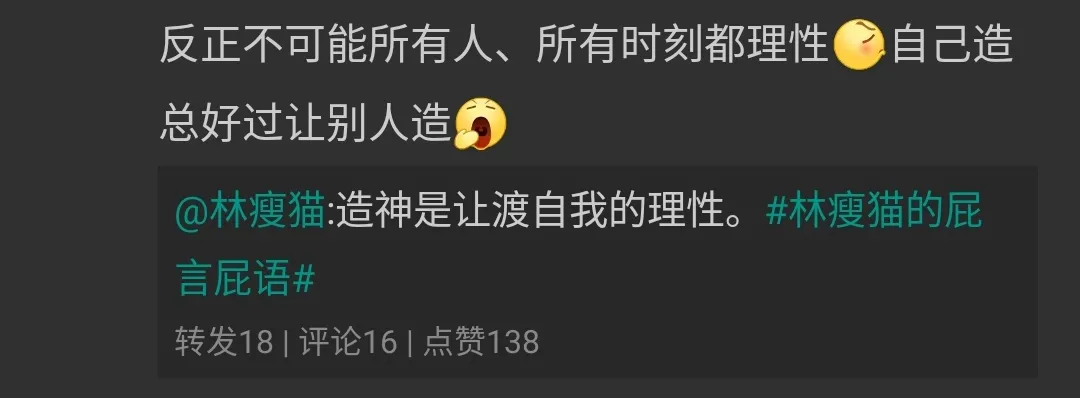 反正不可能所有人、所有时刻都理性自己造
总好过让别人造
@林瘦猫:造神是让渡自我的理性。#林瘦猫的屁
言屁语#
转发18 | 评论16 | 点赞138